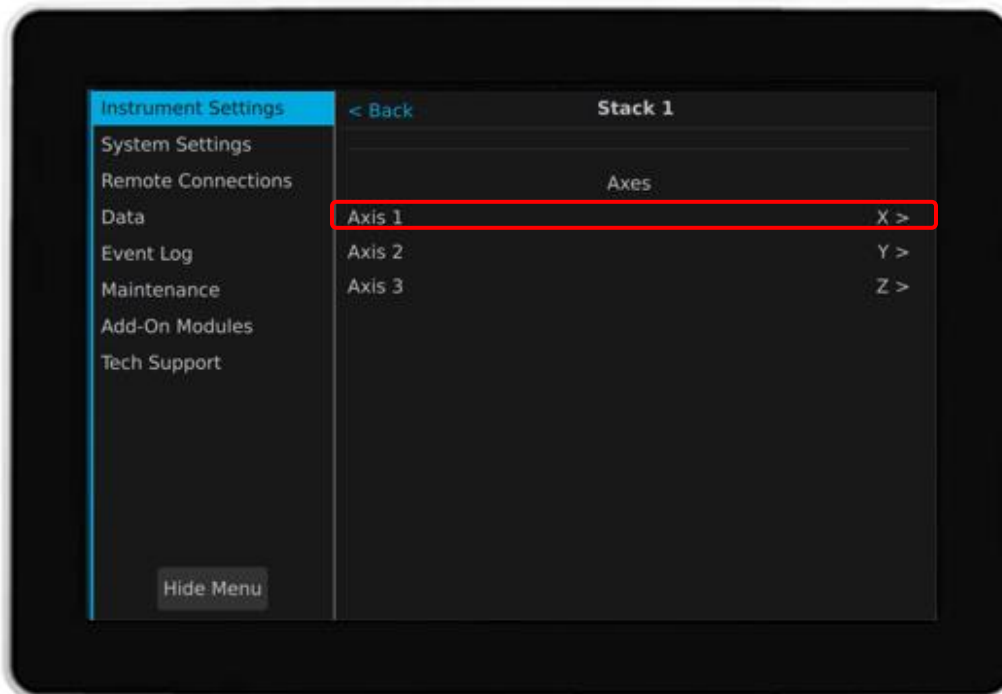 Instrument Settings
System Settings
Remote Connections
Data
Event Log
Maintenance
Add-On Modules
Tech Support
Hide Menu
< Back
Stack 1
Axes
Axis 1 X >
Axis 2 Y >
Axis 3 Z >